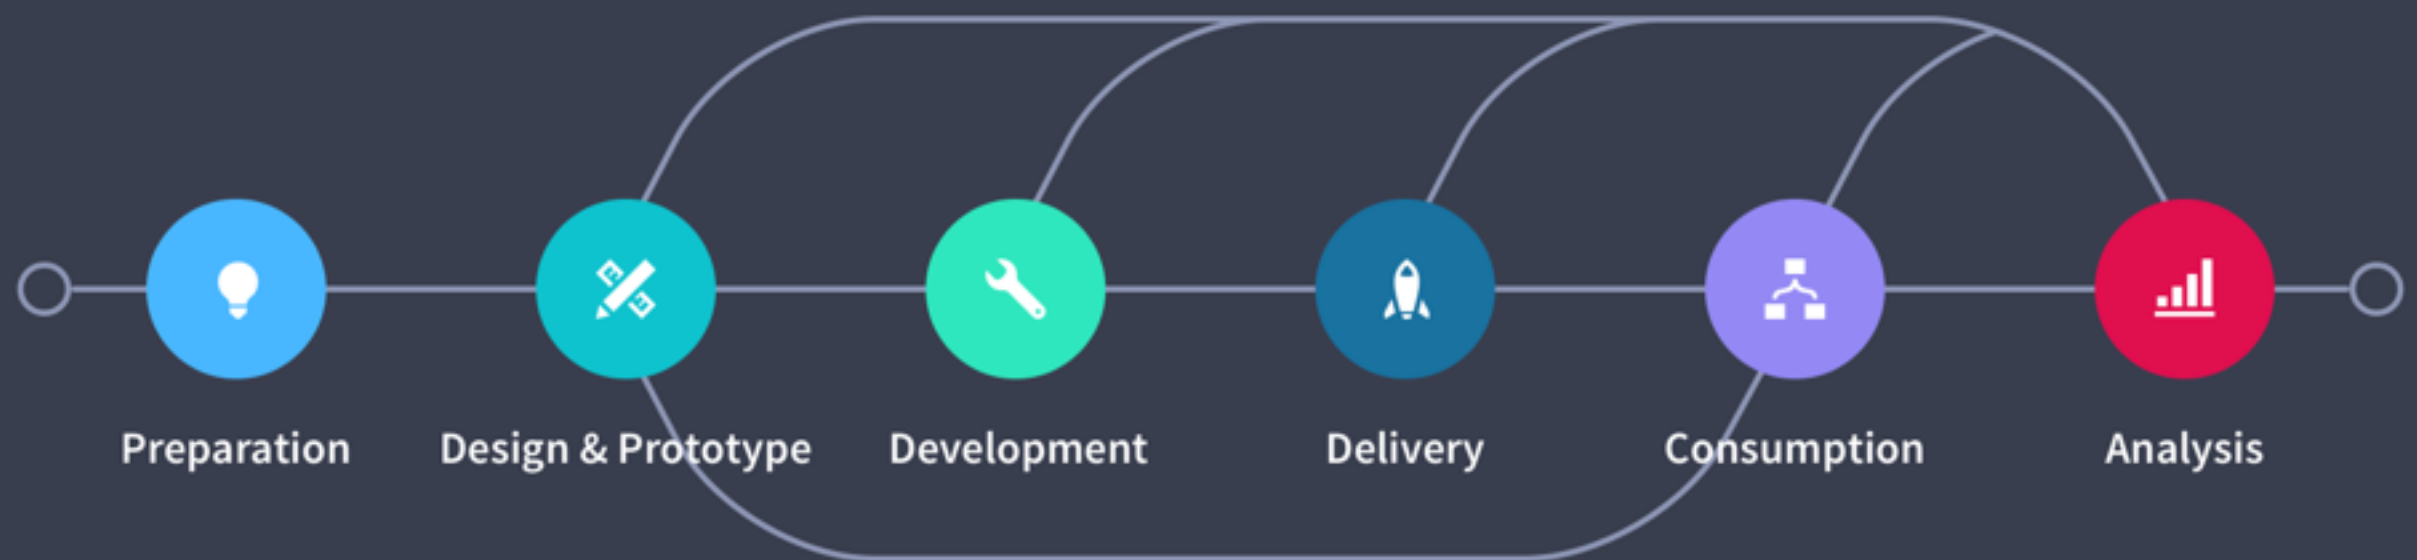 Preparation
Design & Prototype
Development
Delivery
Consumption
Analysis